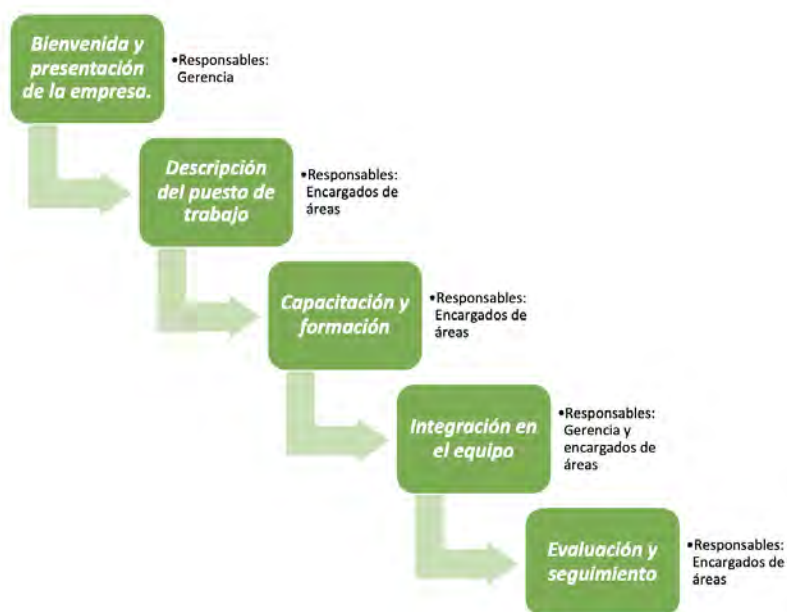 Bienvenida y
presentación
de la empresa.
•Responsables:
Gerencia
Descripción
del puesto de
trabajo
•Responsables:
Encargados de
áreas
Capacitación y
formación
•Responsables:
Encargados de
áreas
Integración en
el equipo
•Responsables:
Gerencia y
encargados de
áreas
Evaluación y
seguimiento
•Responsables:
Encargados de
áreas